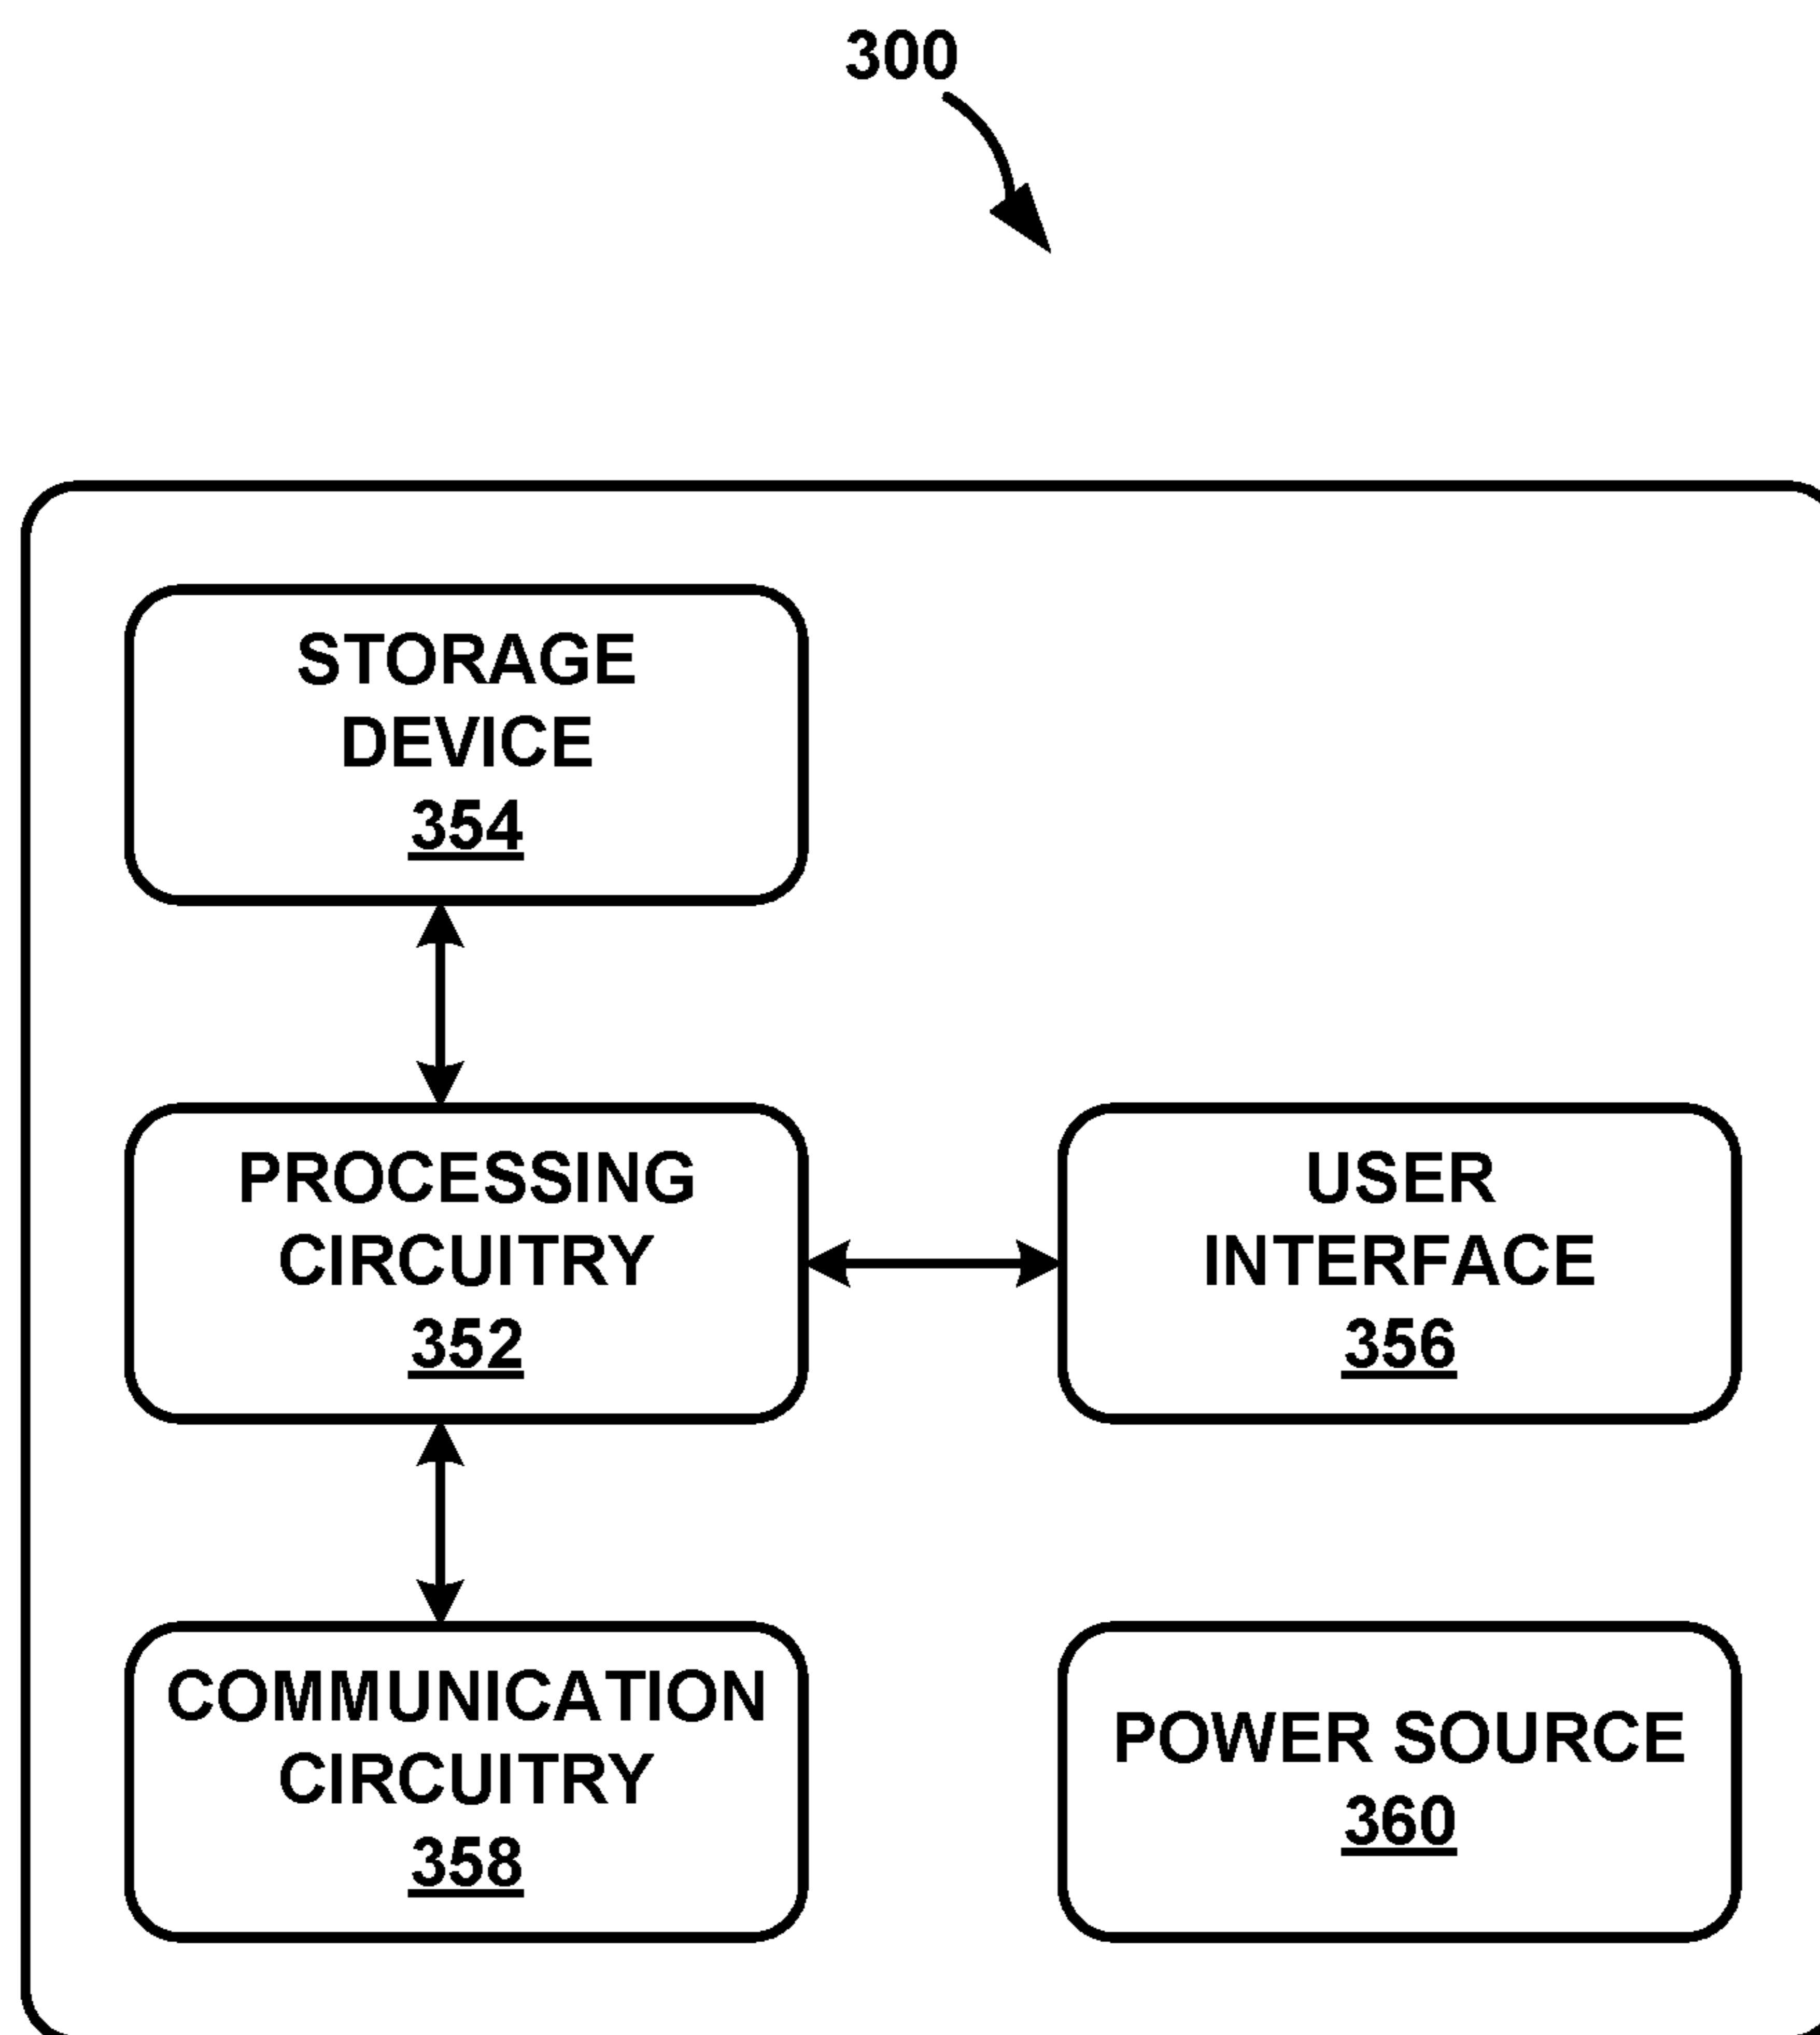 300
STORAGE
DEVICE
354
PROCESSING
CIRCUITRY
352
USER
INTERFACE
356
COMMUNICATION
CIRCUITRY
358
POWER SOURCE
360